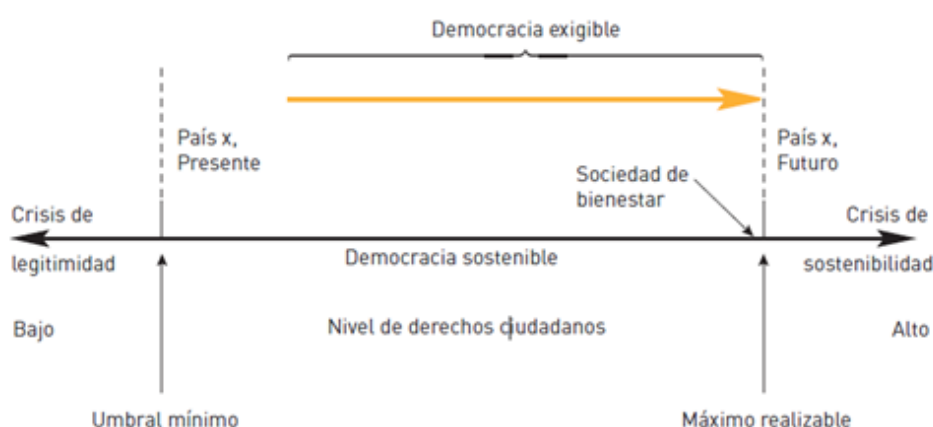 Democracia exigible
País x,
Presente
País x,
Futuro
Sociedad de
bienestar
Crisis de
legitimidad
Crisis de
sostenibilidad
Democracia sostenible
Bajo
Nivel de derechos ciudadanos
Alto
Umbral mínimo
Máximo realizable